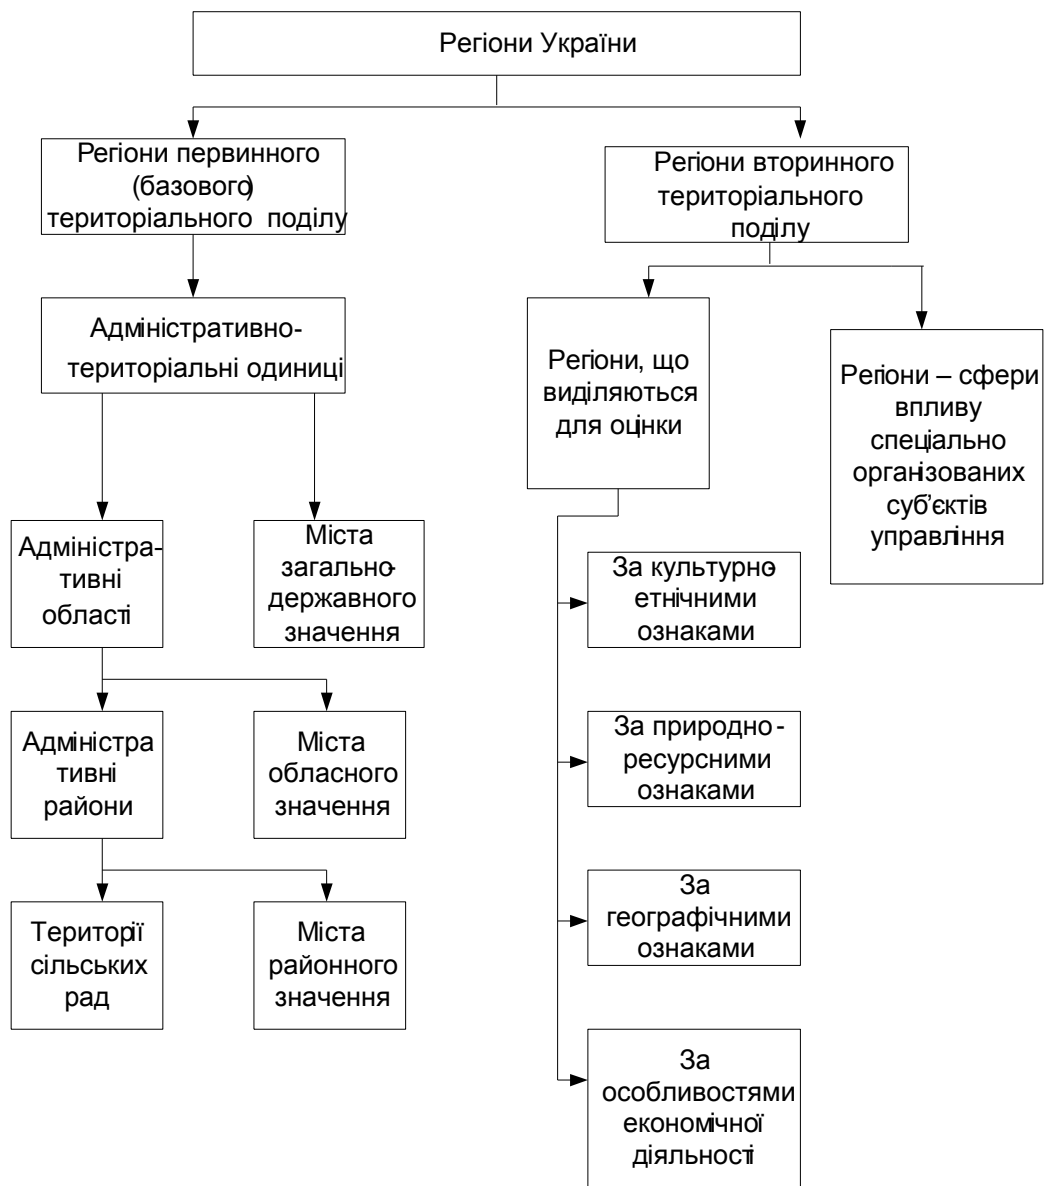 Регіони України
Регіони первинного
(базового)
територіального поділу
Регіони вторинного
територіального
поділу
Адміністративно-
територіальні одиниці
Регіони, що
виділяються
для оцінки
Регіони – сфери
впливу
спеціально
організованих
суб’єктів
управління
Адміністра-
тивні
області
Міста
загально-
державного
значення
За культурно-
етнічними
ознаками
Адміністра
тивні
райони
Міста
обласного
значення
За природно-
ресурсними
ознаками
Території
сільських
рад
Міста
районного
значення
За
географічними
ознаками
За
особливостями
економічної
діяльності